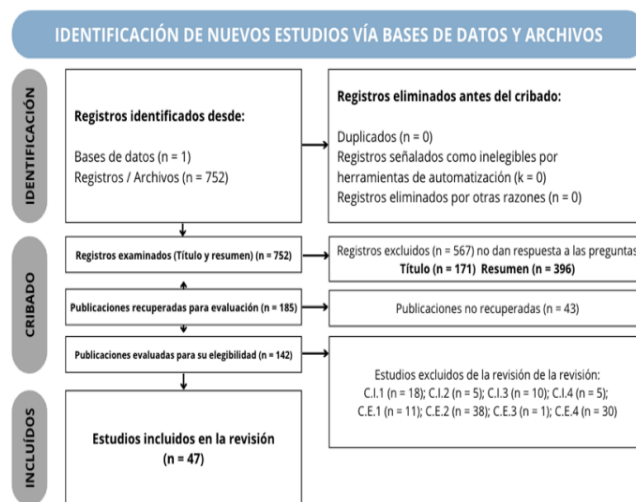 IDENTIFICACIÓN DE NUEVOS ESTUDIOS VÍA BASES DE DATOS Y ARCHIVOS
IDENTIFICACIÓN
Registros identificados desde:
Bases de datos (n = 1)
Registros / Archivos (n = 752)
Registros eliminados antes del cribado:
Duplicados (n = 0)
Registros señalados como inelegibles por
herramientas de automatización (k = 0)
Registros eliminados por otras razones (n = 0)
CRIBADO
Registros examinados (Título y resumen) (n = 752)
Registros excluidos (n = 567) no dan respuesta a las preguntas
Título (n = 171) Resumen (n = 396)
Publicaciones recuperadas para evaluación (n = 185)
Publicaciones no recuperadas (n = 43)
Publicaciones evaluadas para su elegibilidad (n = 142)
Estudios excluidos de la revisión de la revisión:
C.I.1 (n = 18); C.I.2 (n = 5); C.I.3 (n = 10); C.I.4 (n = 5);
C.E.1 (n = 11); C.E.2 (n = 38); C.E.3 (n = 1); C.E.4 (n = 30)
INCLUÍDOS
Estudios incluidos en la revisión
(n = 47)